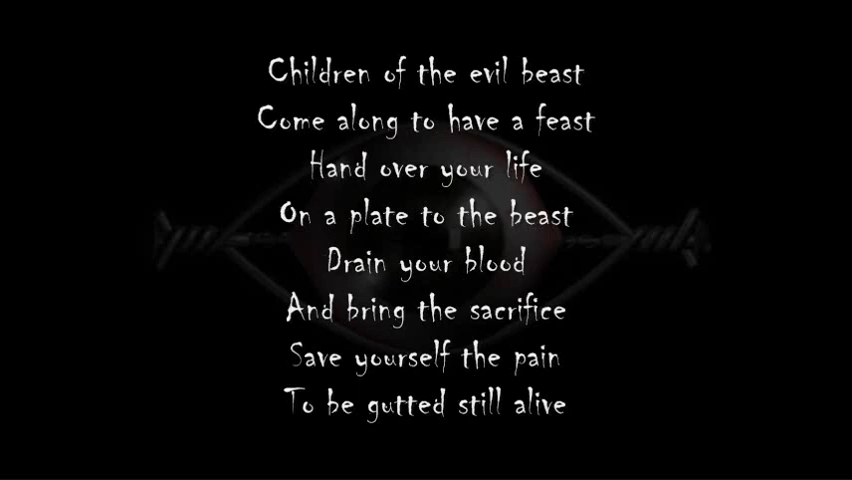 Children of the evil beast
Come along to have a feast
Hand over your life
On a plate to the beast
Drain your blood
And bring the sacrifice
Save yourself the pain
To be gutted still alive